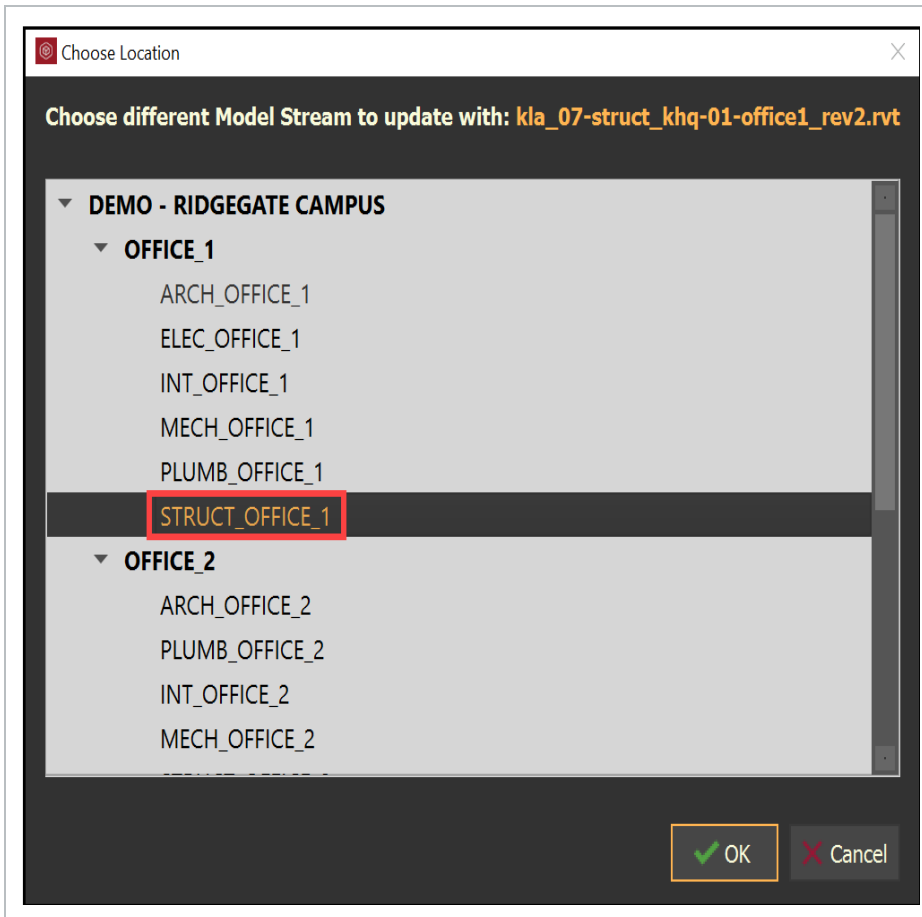 Choose Location
Choose different Model Stream to update with: kla_07-struct_khq-01-office1_rev2.rvt
DEMO - RIDGEGATE CAMPUS
OFFICE_1
ARCH_OFFICE_1
ELEC_OFFICE_1
INT_OFFICE_1
MECH_OFFICE_1
PLUMB_OFFICE_1
STRUCT_OFFICE_1
OFFICE_2
ARCH_OFFICE_2
PLUMB_OFFICE_2
INT_OFFICE_2
MECH_OFFICE_2
OK
Cancel